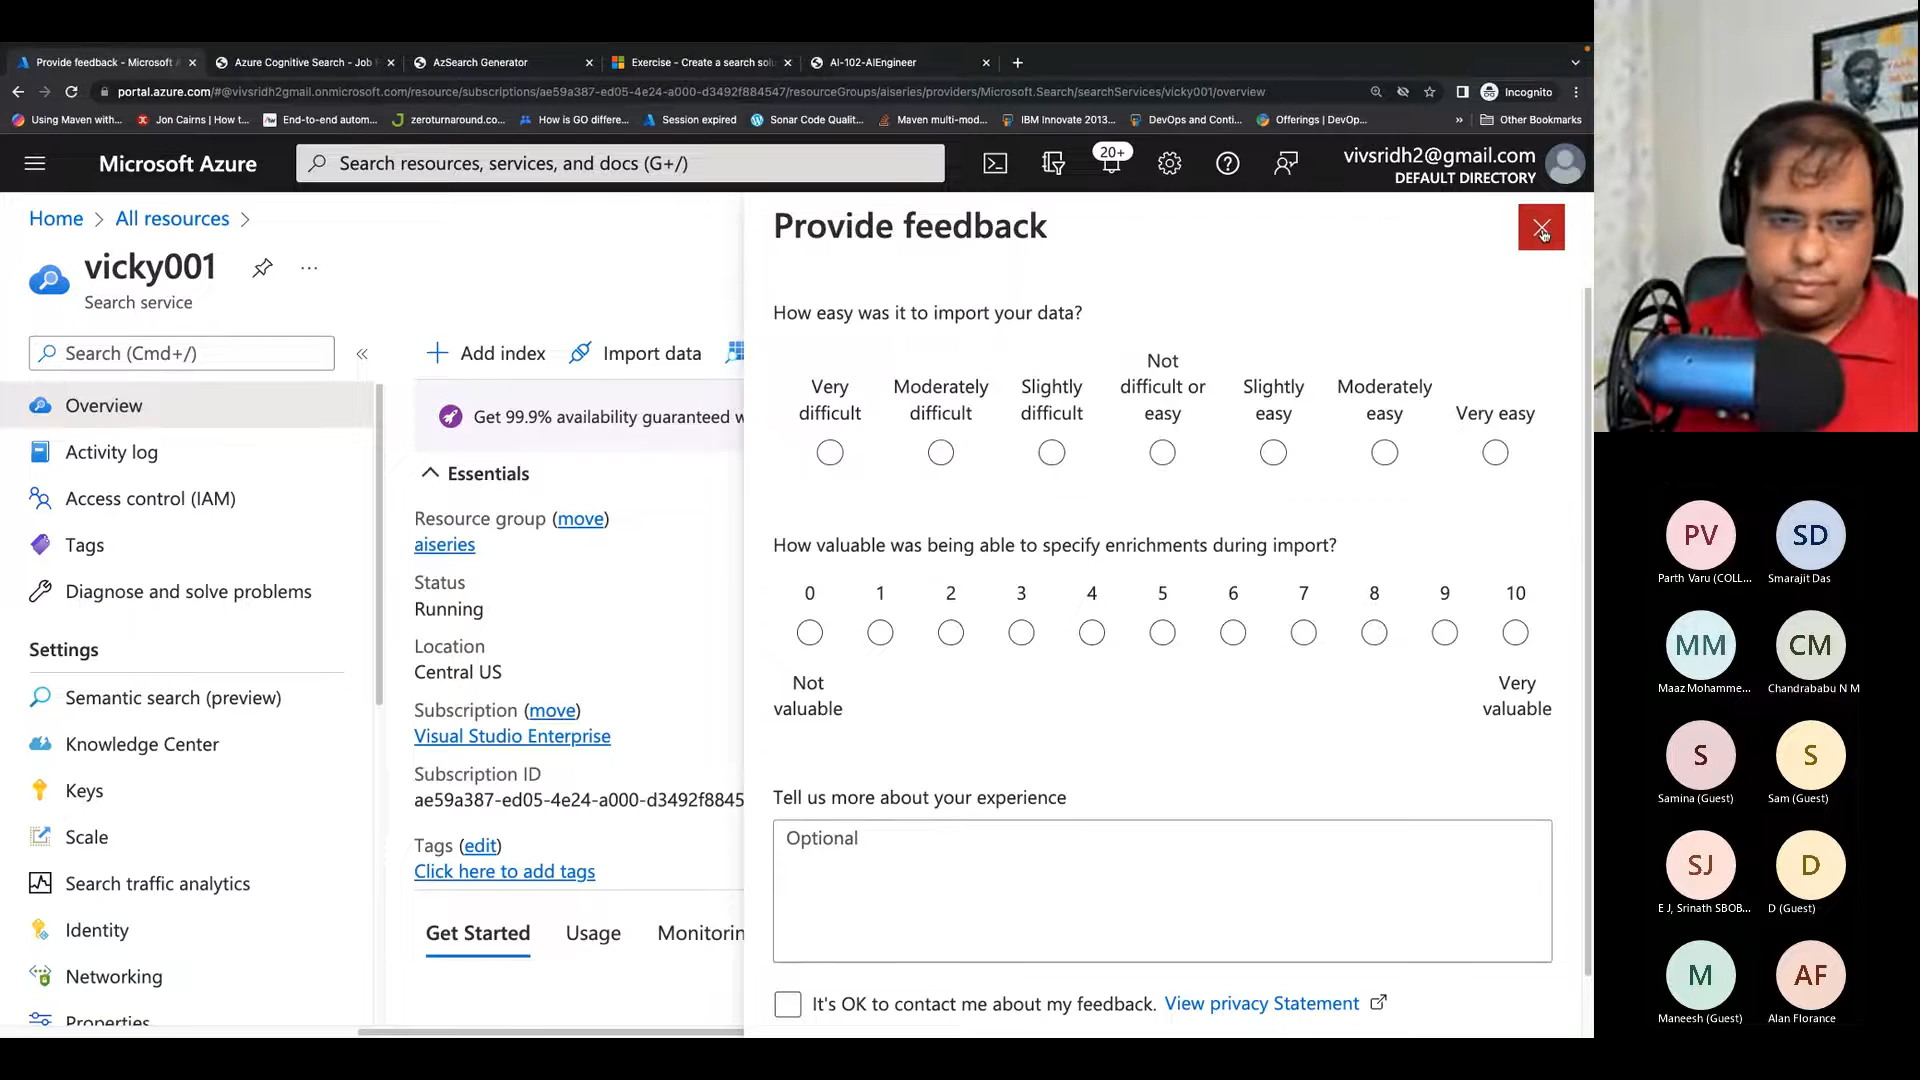 Provide feedback - Microsoft A
Azure Cognitive Search - Job
AzSearch Generator
Exercise - Create a search solu
AI-102-AIEngineer
portal.azure.com/#@vivsridh2gmail.onmicrosoft.com/resource/subscriptions/ae59a387-ed05-4e24-a000-d3492f884547/resourceGroups/aiseries/providers/Microsoft.Search/searchServices/vicky001/overview
Incognito
Using Maven with...
Jon Cairns | How t...
End-to-end autom...
zeroturnaround.co...
How is GO differe...
Session expired
Sonar Code Qualit...
Maven multi-mod...
IBM Innovate 2013...
DevOps and Conti...
Offerings | DevOp...
»
Other Bookmarks
Microsoft Azure
Search resources, services, and docs (G+/)
20+
vivsridh2@gmail.com
DEFAULT DIRECTORY
Home > All resources >
vicky001
...
Search service
Search (Cmd+/)
«
Overview
Activity log
Access control (IAM)
Tags
Diagnose and solve problems
Settings
Semantic search (preview)
Knowledge Center
Keys
Scale
Search traffic analytics
Identity
Networking
Properties
Add index
Import data
Get 99.9% availability guaranteed w
Essentials
Resource group (move)
aiseries
Status
Running
Location
Central US
Subscription (move)
Visual Studio Enterprise
Subscription ID
ae59a387-ed05-4e24-a000-d3492f8845
Tags (edit)
Click here to add tags
Get Started
Usage
Monitorin
Provide feedback
How easy was it to import your data?
Very difficult
Moderately difficult
Slightly difficult
Not difficult or easy
Slightly easy
Moderately easy
Very easy
How valuable was being able to specify enrichments during import?
0 1 2 3 4 5 6 7 8 9 10
Not valuable
Very valuable
Tell us more about your experience
Optional
It's OK to contact me about my feedback. View privacy Statement
PV
Parth Varu (COLL...
SD
Smarajit Das
MM
Maaz Mohamme...
CM
Chandrababu N M
S
Samina (Guest)
S
Sam (Guest)
SJ
E J, Srinath SBOB...
D
D (Guest)
M
Maneesh (Guest)
AF
Alan Florance